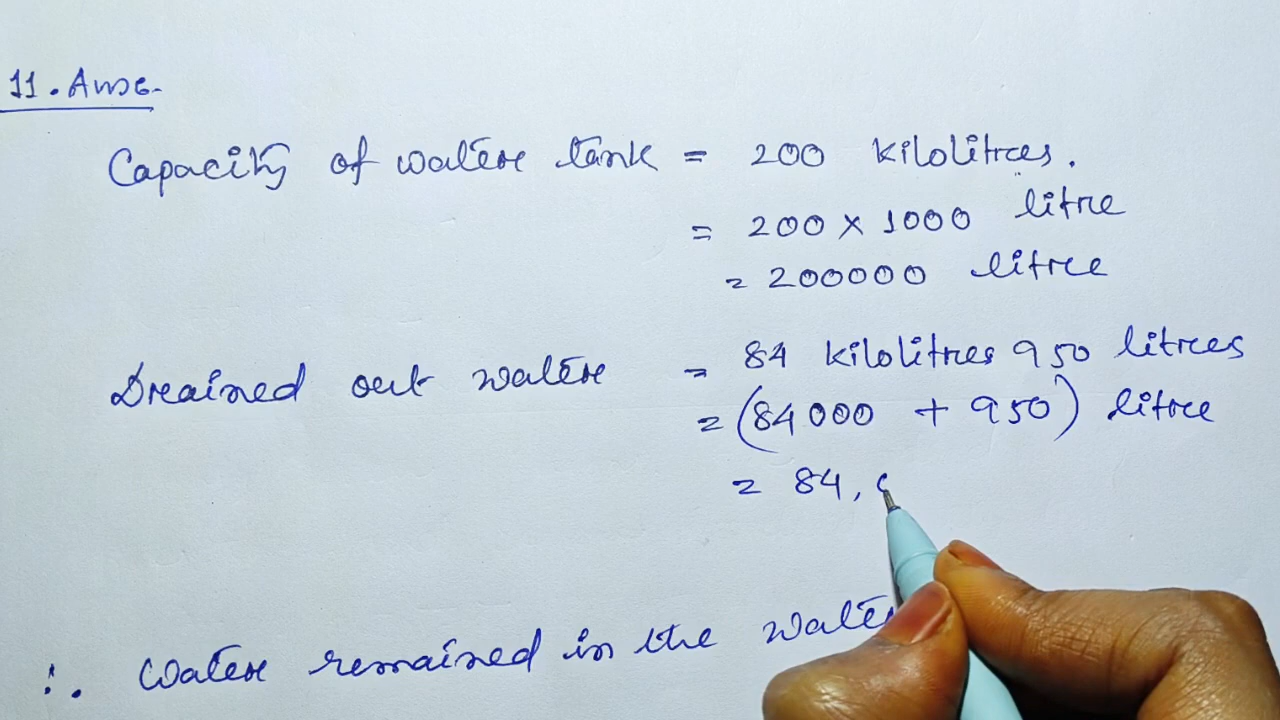 11. Ans.
Capacity of water tank = 200 kilolitres.
= 200 × 1000 litre
= 200000 litre
Drained out water = 84 kilolitres 950 litres
= (84000 + 950) litre
= 84,
∴ Water remained in the wate